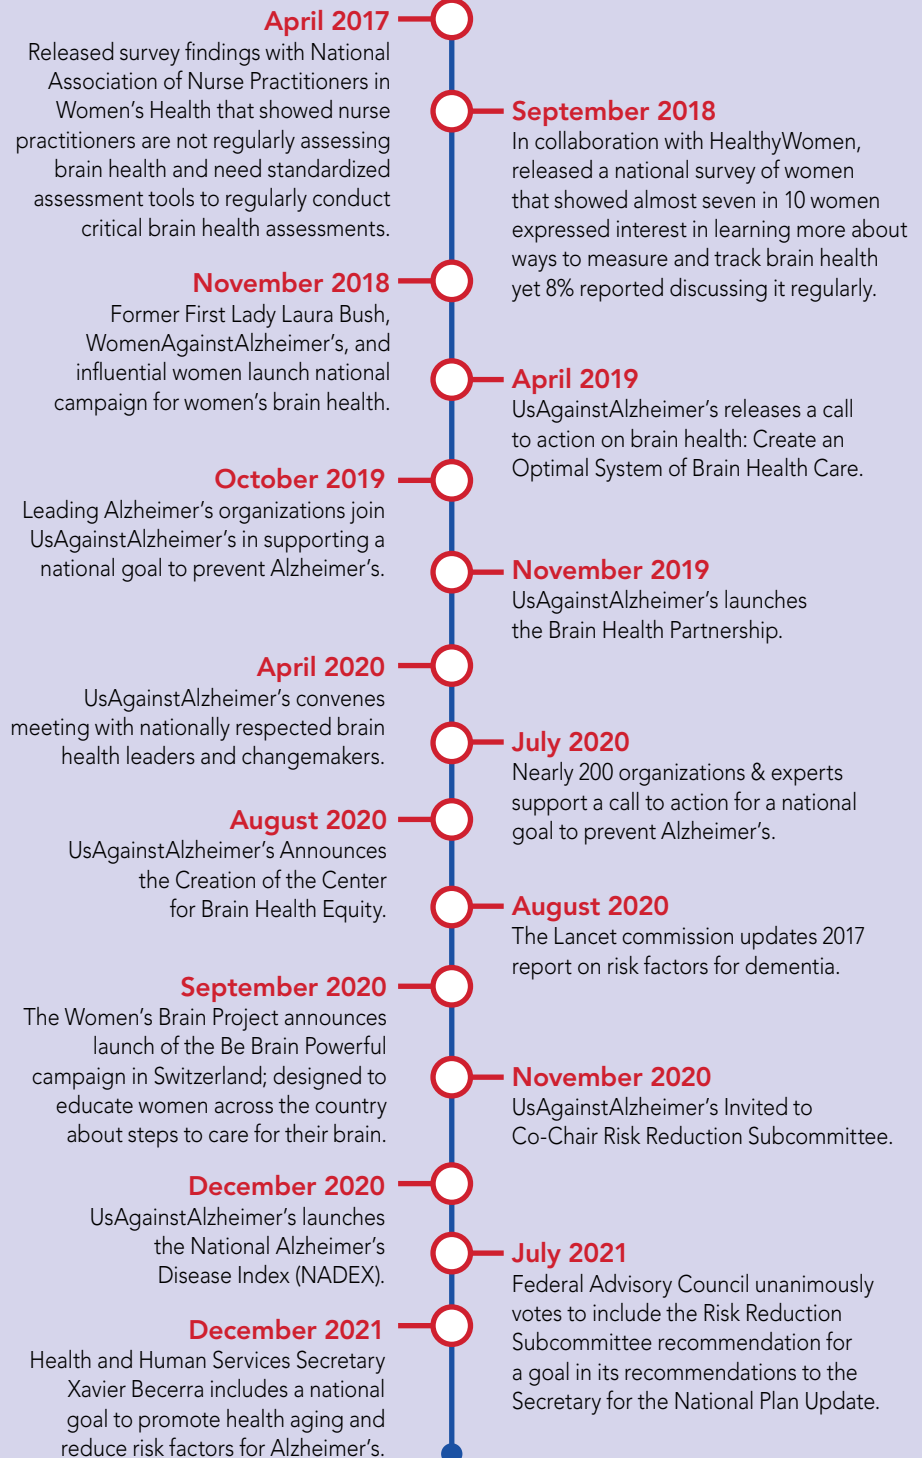 April 2017
Released survey findings with National
Association of Nurse Practitioners in
Women’s Health that showed nurse
practitioners are not regularly assessing
brain health and need standardized
assessment tools to regularly conduct
critical brain health assessments.
September 2018
In collaboration with HealthyWomen,
released a national survey of women
that showed almost seven in 10 women
expressed interest in learning more about
ways to measure and track brain health
yet 8% reported discussing it regularly.
November 2018
Former First Lady Laura Bush,
WomenAgainstAlzheimer’s, and
influential women launch national
campaign for women’s brain health.
April 2019
UsAgainstAlzheimer’s releases a call
to action on brain health: Create an
Optimal System of Brain Health Care.
October 2019
Leading Alzheimer’s organizations join
UsAgainstAlzheimer’s in supporting a
national goal to prevent Alzheimer’s.
November 2019
UsAgainstAlzheimer’s launches
the Brain Health Partnership.
April 2020
UsAgainstAlzheimer’s convenes
meeting with nationally respected brain
health leaders and changemakers.
July 2020
Nearly 200 organizations & experts
support a call to action for a national
goal to prevent Alzheimer’s.
August 2020
UsAgainstAlzheimer’s Announces
the Creation of the Center
for Brain Health Equity.
August 2020
The Lancet commission updates 2017
report on risk factors for dementia.
September 2020
The Women’s Brain Project announces
launch of the Be Brain Powerful
campaign in Switzerland; designed to
educate women across the country
about steps to care for their brain.
November 2020
UsAgainstAlzheimer’s Invited to
Co-Chair Risk Reduction Subcommittee.
December 2020
UsAgainstAlzheimer’s launches
the National Alzheimer’s
Disease Index (NADEX).
July 2021
Federal Advisory Council unanimously
votes to include the Risk Reduction
Subcommittee recommendation for
a goal in its recommendations to the
Secretary for the National Plan Update.
December 2021
Health and Human Services Secretary
Xavier Becerra includes a national
goal to promote health aging and
reduce risk factors for Alzheimer’s.